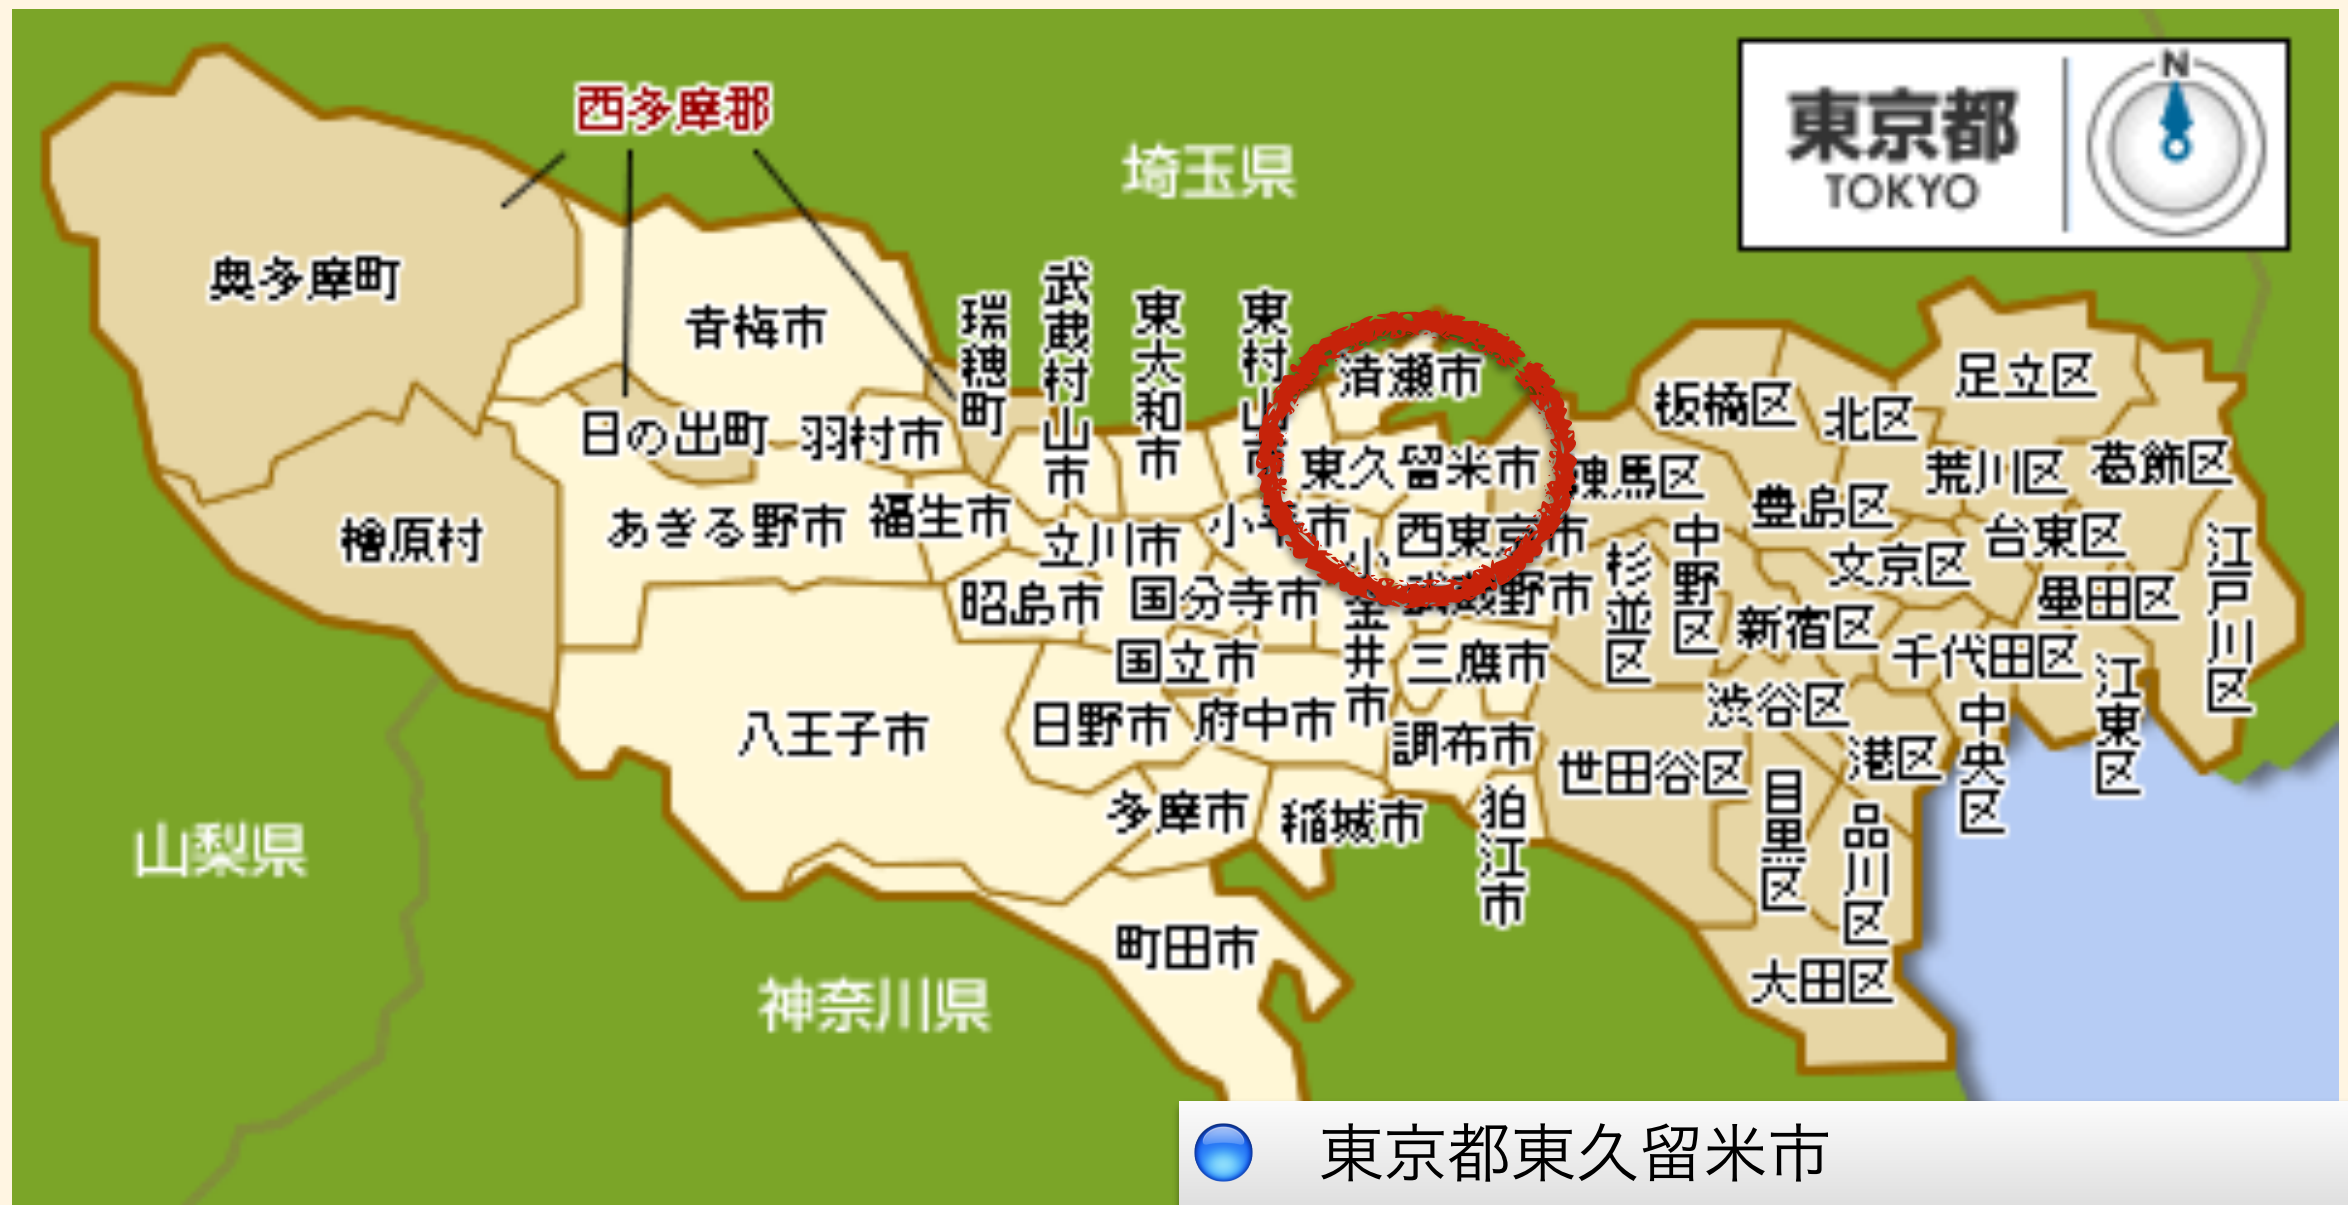 西多摩郡
埼玉県
東京都
TOKYO
N
奥多摩町
青梅市
瑞穂町
武蔵村山市
東大和市
東村山市
清瀬市
板橋区
北区
足立区
日の出町
羽村市
東久留米市
練馬区
荒川区
葛飾区
檜原村
あきる野市
福生市
立川市
小平市
西東京市
豊島区
中野区
杉並区
文京区
台東区
江戸川区
昭島市
国分寺市
小金井市
武蔵野市
新宿区
墨田区
国立市
三鷹市
千代田区
八王子市
日野市
府中市
調布市
渋谷区
港区
中央区
江東区
世田谷区
多摩市
稲城市
狛江市
目黒区
品川区
山梨県
神奈川県
町田市
大田区
東京都東久留米市